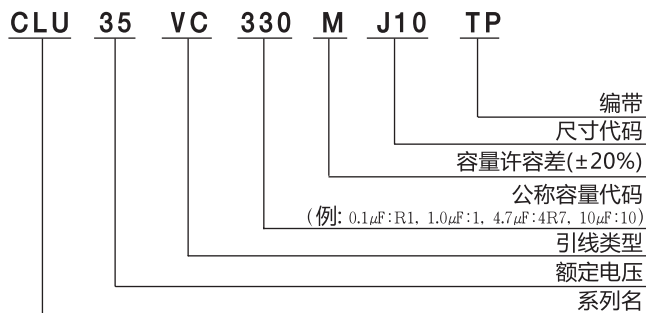 CLU 35 VC 330 M J10 TP
编带
尺寸代码
容量许容差(±20%)
公称容量代码
(例: 0.1μF:R1, 1.0μF:1, 4.7μF:4R7, 10μF:10)
引线类型
额定电压
系列名